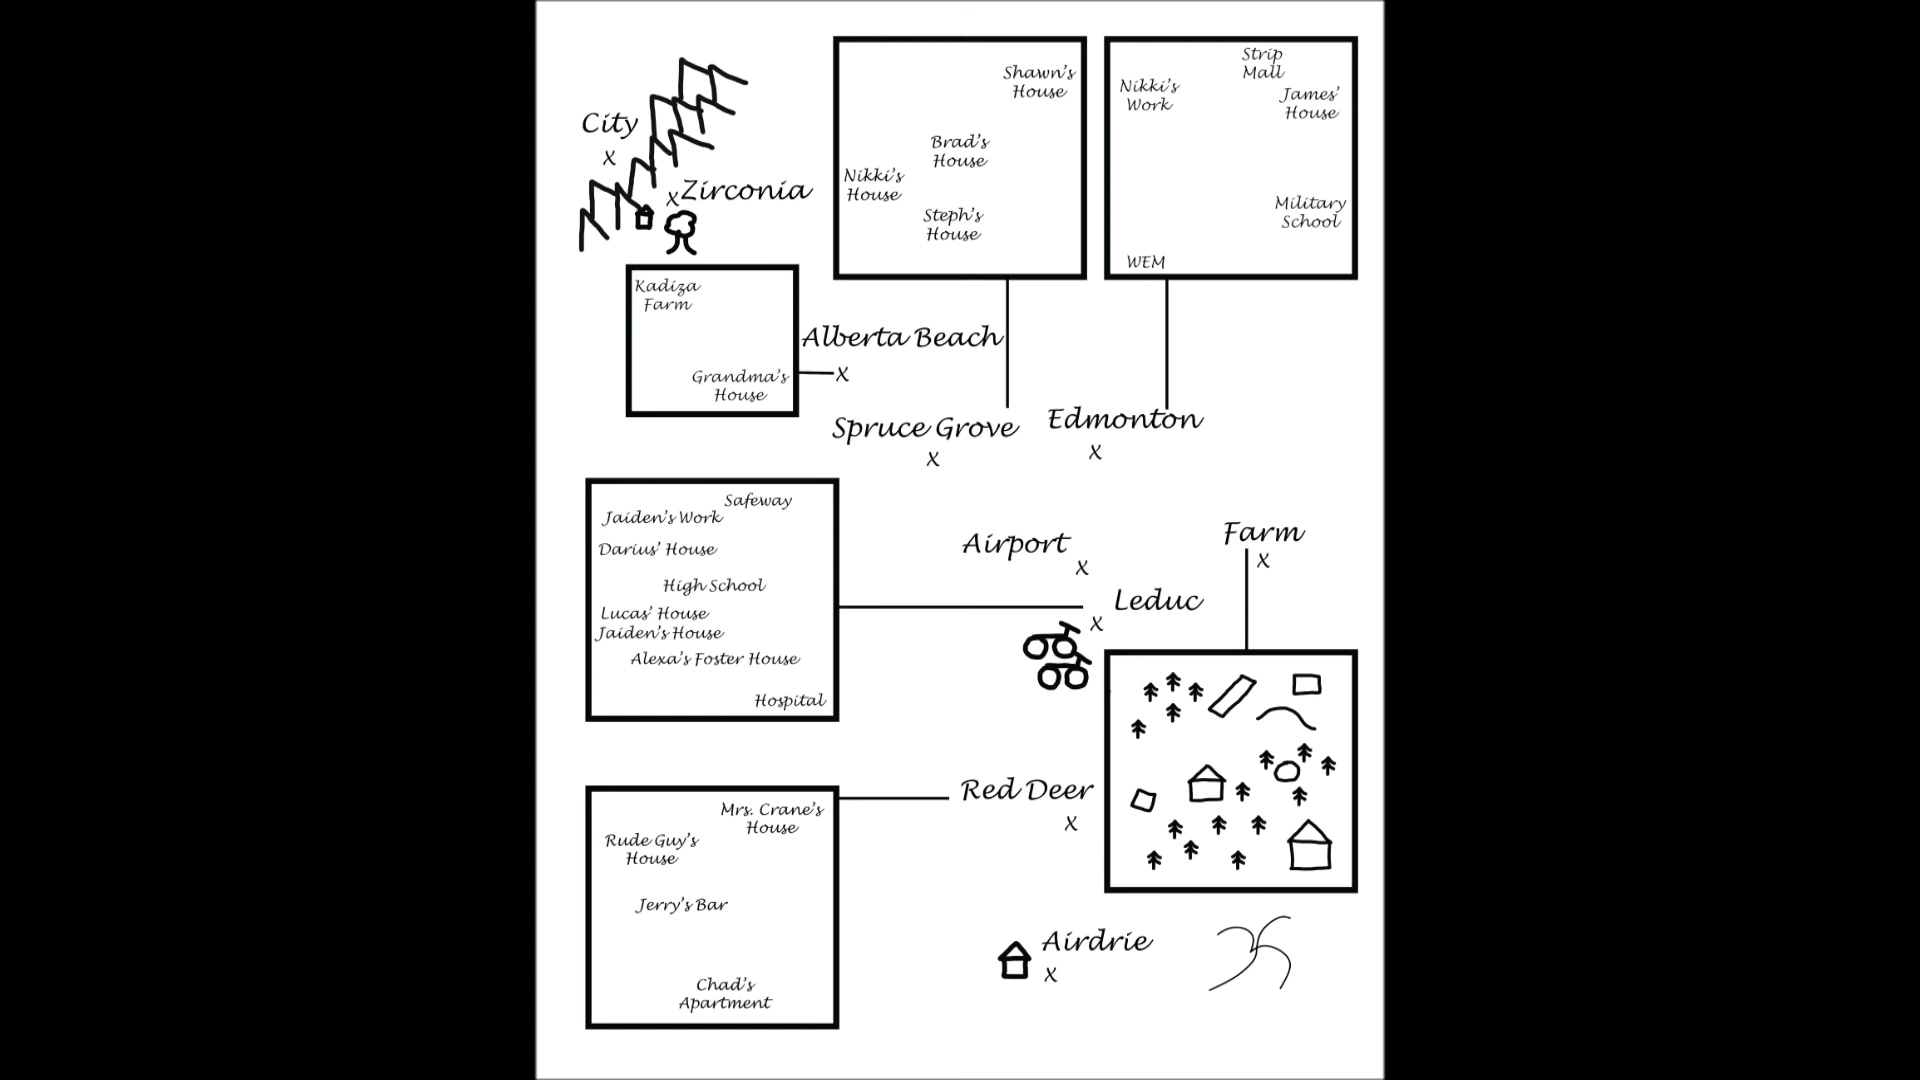 City
x
x Zirconia
Shawn's
House
Brad's
House
Nikki's
House
Steph's
House
Strip
Mall
Nikki's
Work
James'
House
Military
School
WEM
Kadiza
Farm
Grandma's
House
Alberta Beach
x
Spruce Grove
x
Edmonton
x
Safeway
Jaiden's Work
Darius' House
High School
Lucas' House
Jaiden's House
Alexa's Foster House
Hospital
Airport
x
Leduc
x
Farm
x
Red Deer
x
Mrs. Crane's
House
Rude Guy's
House
Jerry's Bar
Chad's
Apartment
Airdrie
x